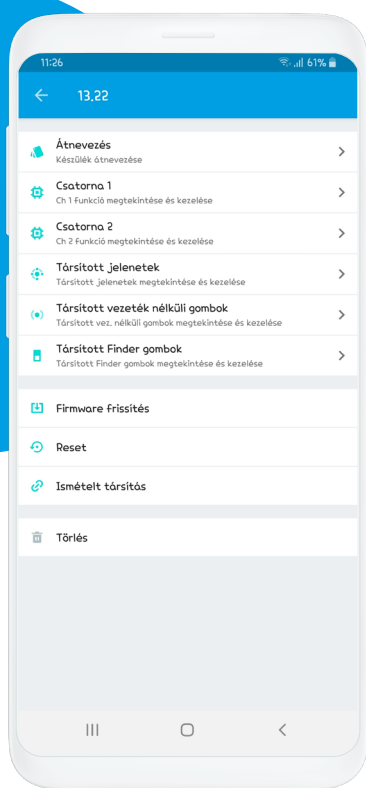 11:26
61%
13.22
Átnevezés
Készülék átnevezése
Csatorna 1
Ch 1 funkció megtekintése és kezelése
Csatorna 2
Ch 2 funkció megtekintése és kezelése
Társított jelenetek
Társított jelenetek megtekintése és kezelése
Társított vezeték nélküli gombok
Társított vez. nélküli gombok megtekintése és kezelése
Társított Finder gombok
Társított Finder gombok megtekintése és kezelése
Firmware frissítés
Reset
Ismételt társítás
Törlés